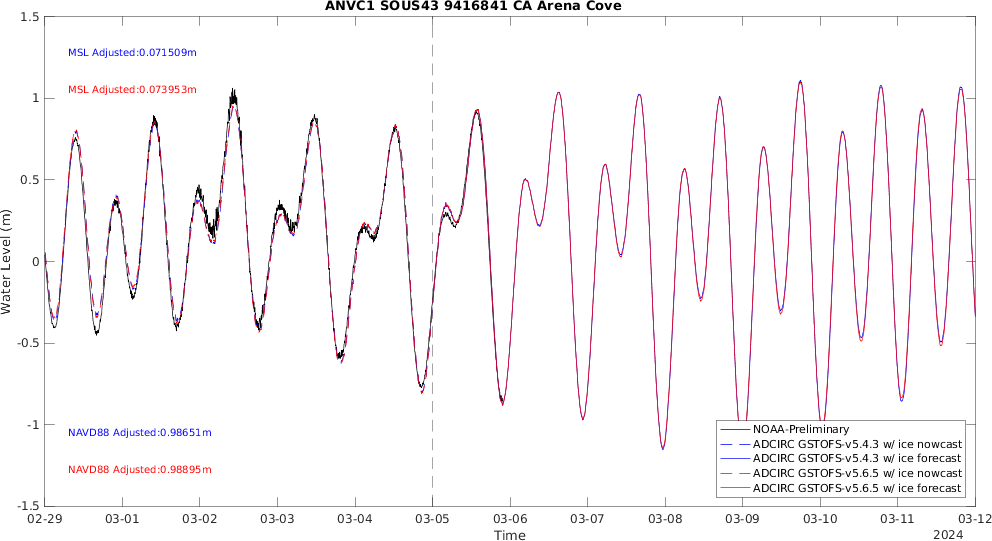 ANVC1 SOUS43 9416841 CA Arena Cove
1.5
1
0.5
0
-0.5
-1
-1.5
Water Level (m)
MSL Adjusted:0.071509m
MSL Adjusted:0.073953m
NAVD88 Adjusted:0.98651m
NAVD88 Adjusted:0.98895m
NOAA-Preliminary
ADCIRC GSTOFS-v5.4.3 w/ ice nowcast
ADCIRC GSTOFS-v5.4.3 w/ ice forecast
ADCIRC GSTOFS-v5.6.5 w/ ice nowcast
ADCIRC GSTOFS-v5.6.5 w/ ice forecast
02-29 03-01 03-02 03-03 03-04 03-05 03-06 03-07 03-08 03-09 03-10 03-11 03-12
Time
2024